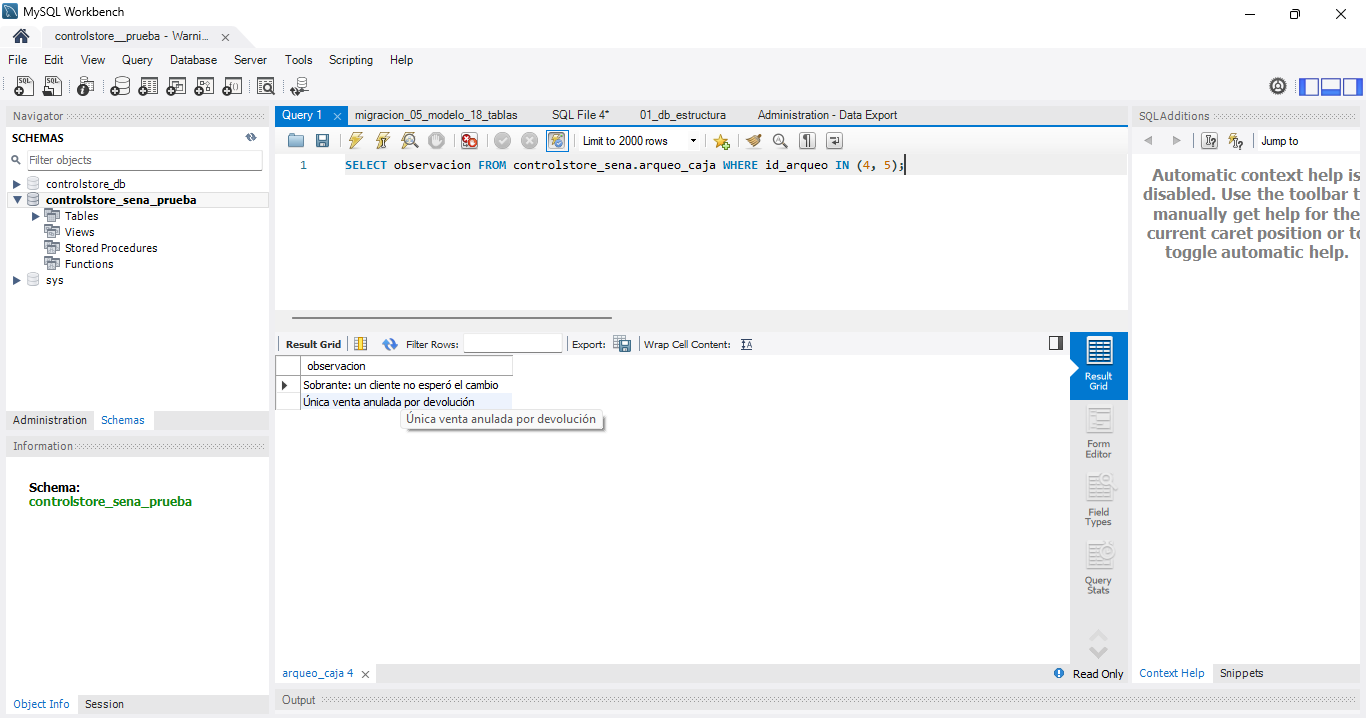 MySQL Workbench
controlstore__prueba - Warni...
File Edit View Query Database Server Tools Scripting Help
Navigator
SCHEMAS
Filter objects
controlstore_db
controlstore_sena_prueba
Tables
Views
Stored Procedures
Functions
sys
Administration Schemas
Information
Schema:
controlstore_sena_prueba
Object Info Session
Query 1 migracion_05_modelo_18_tablas SQL File 4* 01_db_estructura Administration - Data Export
Limit to 2000 rows
1 SELECT observacion FROM controlstore_sena.arqueo_caja WHERE id_arqueo IN (4, 5);
Result Grid Filter Rows: Export: Wrap Cell Content:
observacion
Sobrante: un cliente no esperó el cambio
Única venta anulada por devolución
Única venta anulada por devolución
Result
Grid
Form
Editor
Field
Types
Query
Stats
arqueo_caja 4
Read Only
Output
SQLAdditions
Jump to
Automatic context help is
disabled. Use the toolbar t
manually get help for the
current caret position or to
toggle automatic help.
Context Help Snippets